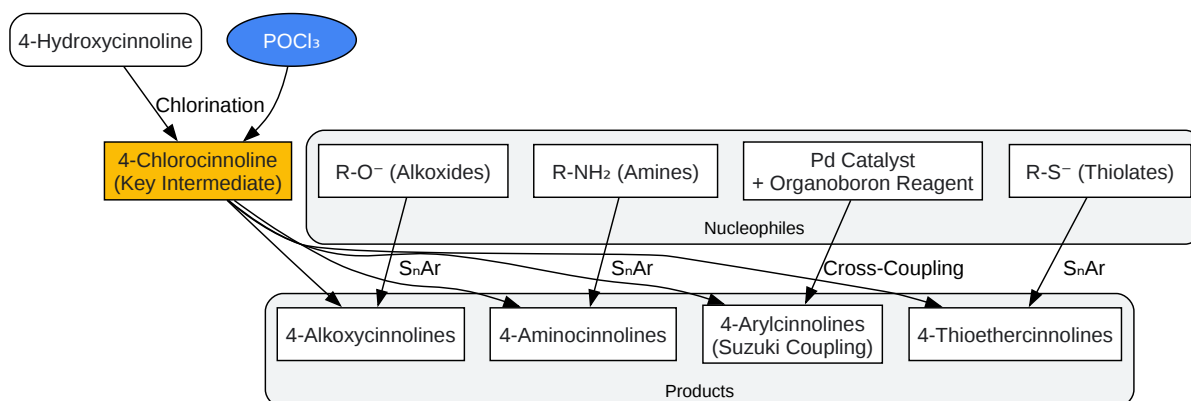 4-Hydroxycinnoline
POCl₃
Chlorination
4-Chlorocinnoline
(Key Intermediate)
R-O⁻ (Alkoxides)
R-NH₂ (Amines)
Pd Catalyst
+ Organoboron Reagent
R-S⁻ (Thiolates)
Nucleophiles
SₙAr
SₙAr
Cross-Coupling
SₙAr
4-Alkoxycinnolines
4-Aminocinnolines
4-Arylcinnolines
(Suzuki Coupling)
4-Thioethercinnolines
Products